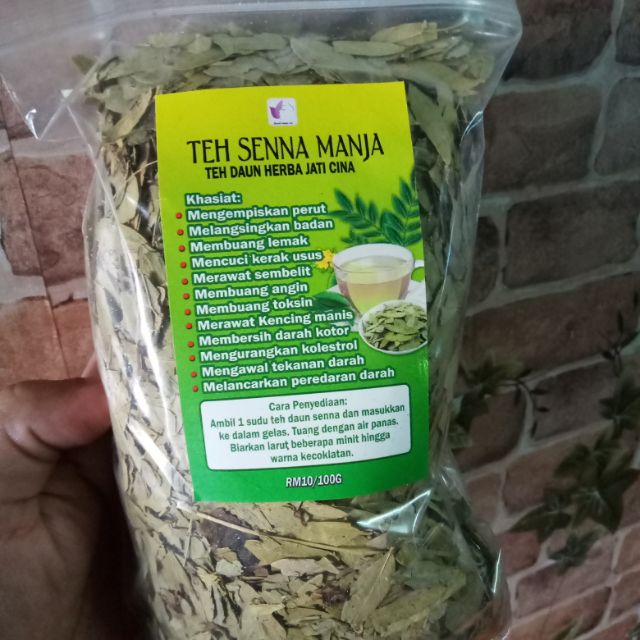 TEH SENNA MANJA
TEH DAUN HERBA JATI CINA
Khasiat:
Mengempiskan perut
Melangsingkan badan
Membuang lemak
Mencuci kerak usus
Merawat sembelit
Membuang angin
Membuang toksin
Merawat Kencing manis
Membersih darah kotor
Mengurangkan kolestrol
Mengawal tekanan darah
Melancarkan peredaran darah
Cara Penyediaan:
Ambil 1 sudu teh daun senna dan masukkan
ke dalam gelas, Tuang dengan air panas.
Biarkan larut beberapa minit hingga
warna kecoklatan.
RM10/100G